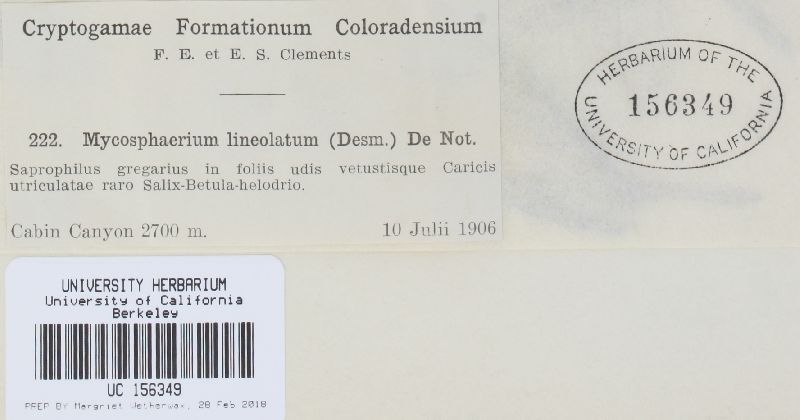 Cryptogamae Formationum Coloradensium
F. E. et E. S. Clements
222. Mycosphaerium lineolatum (Desm.) De Not.
Saprophilus gregarius in foliis udis vetustisque Caricis
utriculatae raro Salix-Betula-helodrio.
Cabin Canyon 2700 m. 10 Julii 1906
HERBARIUM OF THE
156349
UNIVERSITY OF CALIFORNIA
UNIVERSITY HERBARIUM
University of California
Berkeley
UC 156349
PREP BY Margriet Wetherwax, 28 Feb 2018